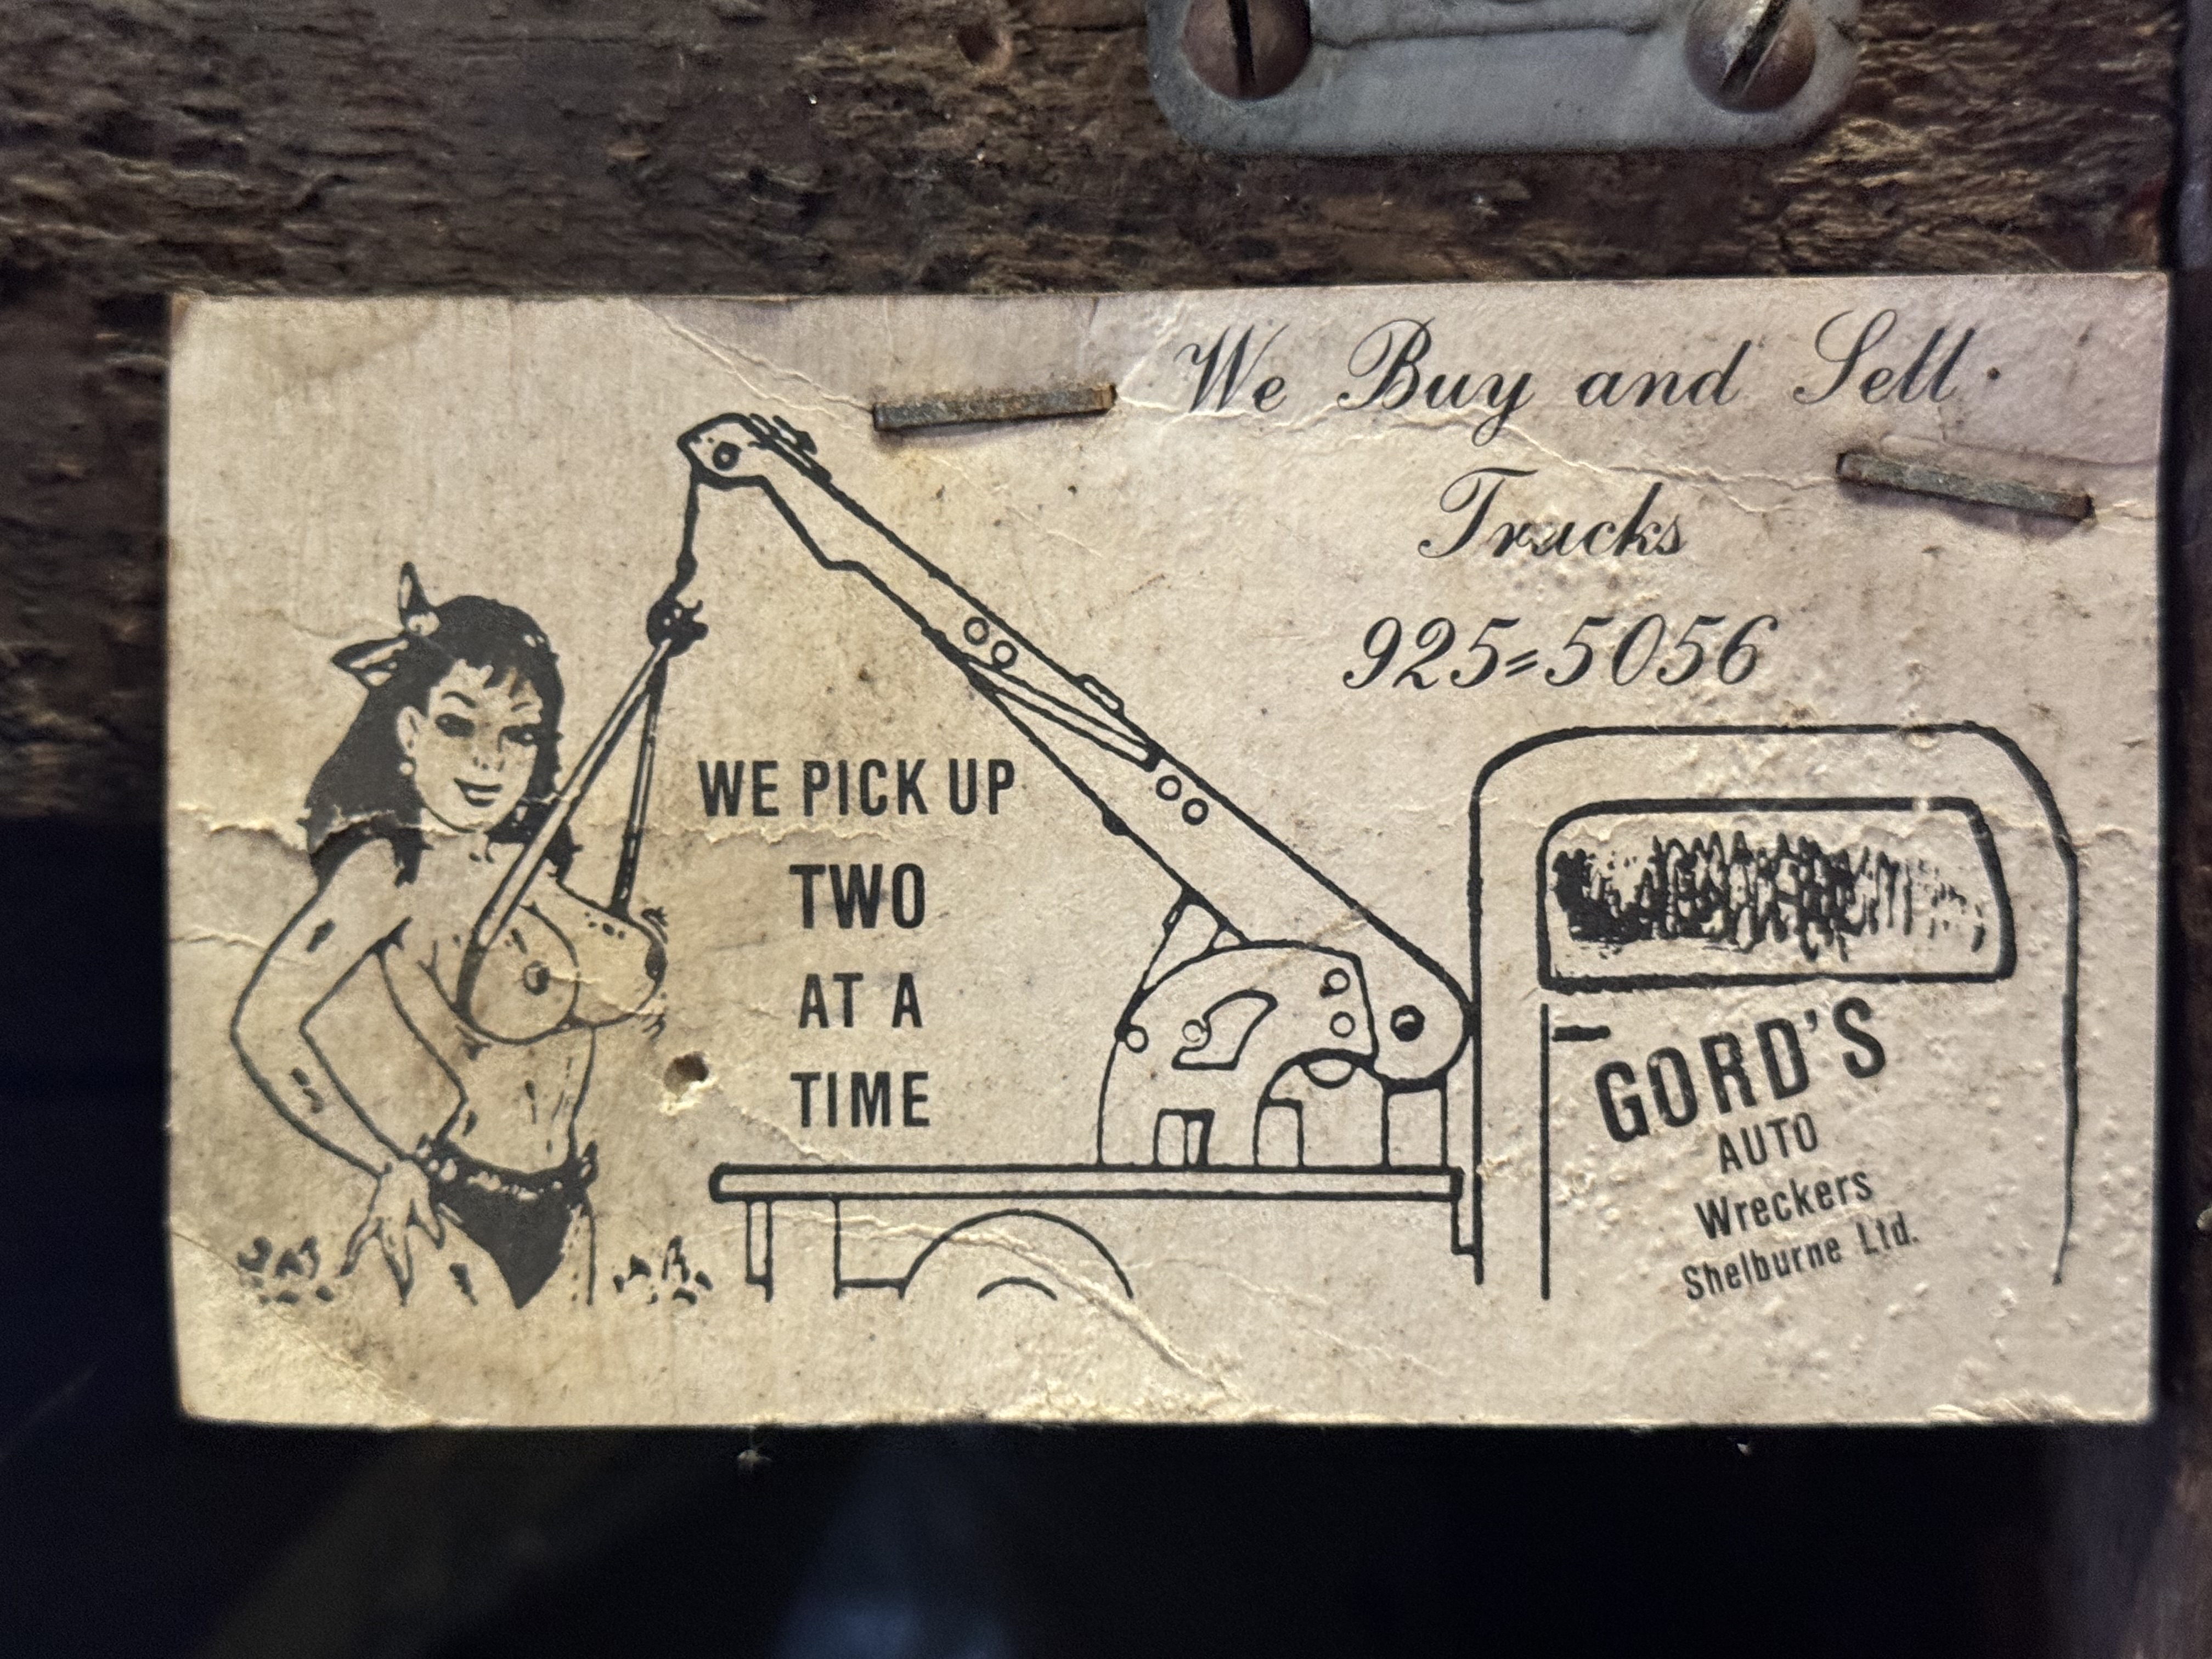 We Buy and Sell.
Trucks
925-5056
WE PICK UP
TWO
AT A
TIME
GORD'S
AUTO
Wreckers
Shelburne Ltd.